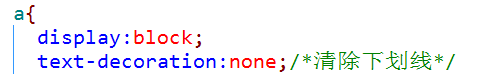 a{
display:block;
text-decoration:none;/*清除下划线*/